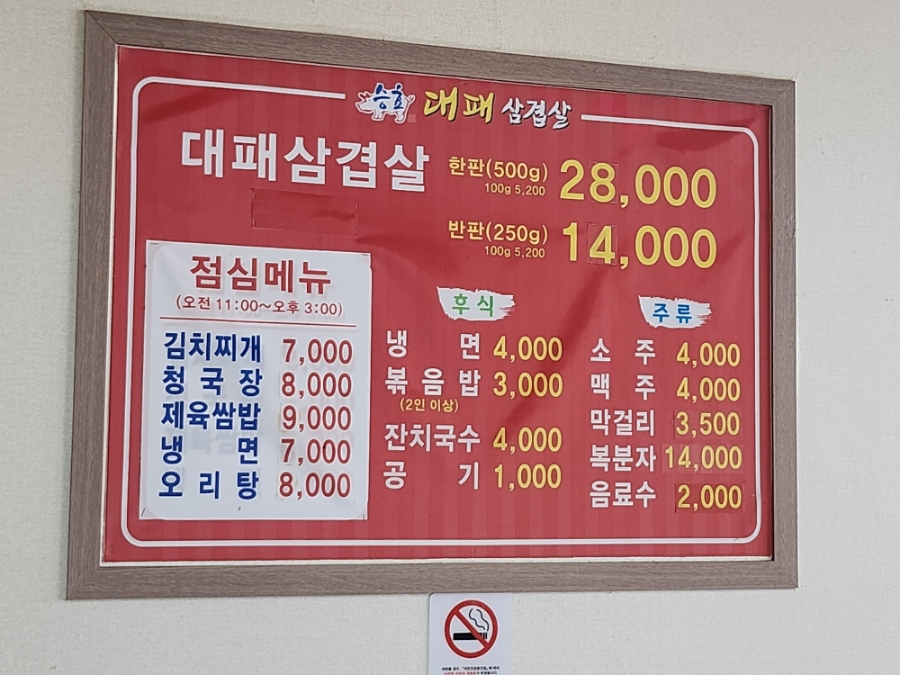 승효 대패 삼겹살
대패삼겹살
한판(500g) 28,000
100g 5,200
반판(250g) 14,000
100g 5,200
점심메뉴
(오전 11:00~오후 3:00)
김치찌개 7,000
청국장 8,000
제육쌈밥 9,000
냉면 7,000
오리탕 8,000
후식
냉면 4,000
볶음밥 3,000
(2인 이상)
잔치국수 4,000
공기 1,000
주류
소주 4,000
맥주 4,000
막걸리 3,500
복분자 14,000
음료수 2,000